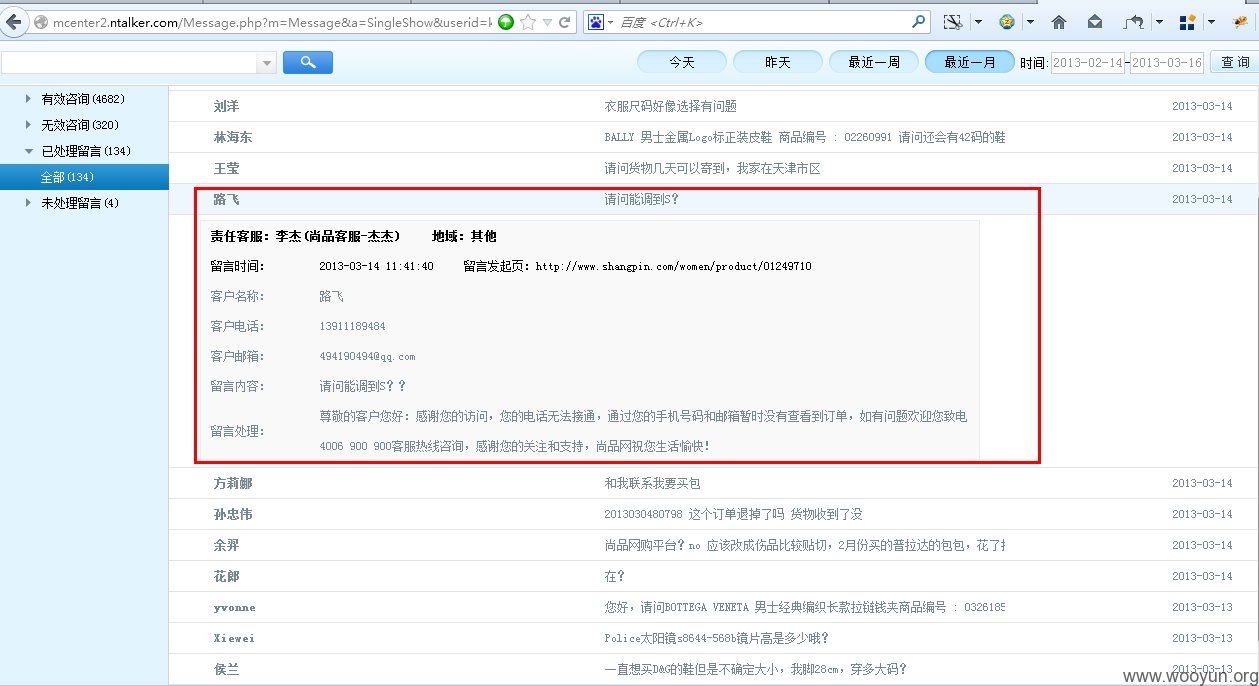 mcenter2.ntalker.com/Message.php?m=Message&a=SingleShow&userid=
百度 <Ctrl+K>
今天 昨天 最近一周 最近一月 时间: 2013-02-14-2013-03-16 查询
有效咨询(4682)
无效咨询(320)
已处理留言(134)
全部(134)
未处理留言(4)
刘洋 衣服尺码好像选择有问题 2013-03-14
林海东 BALLY 男士金属Logo标正装皮鞋 商品编号 : 02260991 请问还会有42码的鞋 2013-03-14
王莹 请问货物几天可以寄到，我家在天津市区 2013-03-14
路飞 请问能调到S? 2013-03-14
责任客服: 李杰(尚品客服-杰杰) 地域: 其他
留言时间: 2013-03-14 11:41:40 留言发起页: http://www.shangpin.com/women/product/01249710
客户名称: 路飞
客户电话: 13911189484
客户邮箱: 494190494@qq.com
留言内容: 请问能调到S? ?
留言处理: 尊敬的客户您好: 感谢您的访问，您的电话无法接通，通过您的手机号码和邮箱暂时没有查看到订单，如有问题欢迎您致电
4006 900 900客服热线咨询，感谢您的关注和支持，尚品网祝您生活愉快!
方莉娜 和我联系我要买包 2013-03-14
孙忠伟 2013030480798 这个订单退掉了吗 货物收到了没 2013-03-14
余羿 尚品网购平台? no 应该改成伤品比较贴切，2月份买的普拉达的包包，花了 2013-03-14
花郎 在? 2013-03-14
yvonne 您好，请问BOTTEGA VENETA 男士经典编织长款拉链钱夹商品编号 : 0326185 2013-03-13
Xiewei Police太阳镜s8644-568b镜片高是多少哦? 2013-03-13
侯兰 一直想买D&G的鞋但是不确定大小，我脚28cm，穿多大码? 2013-03-13
www.wooyun.org